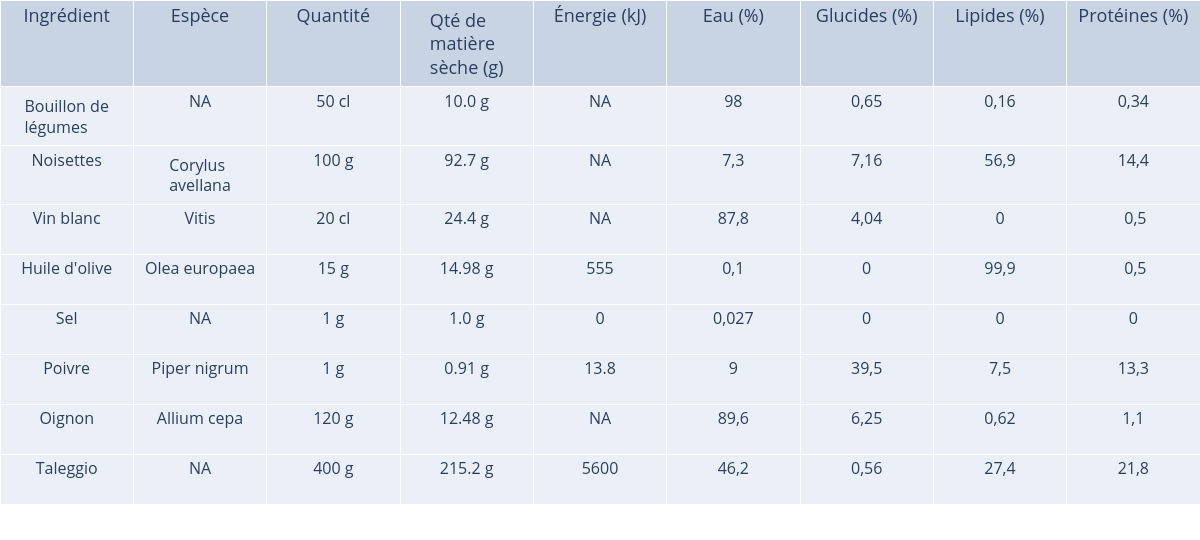 Ingrédient Espèce Quantité Qté de matière sèche (g) Énergie (kJ) Eau (%) Glucides (%) Lipides (%) Protéines (%)
Bouillon de légumes NA 50 cl 10.0 g NA 98 0,65 0,16 0,34
Noisettes Corylus avellana 100 g 92.7 g NA 7,3 7,16 56,9 14,4
Vin blanc Vitis 20 cl 24.4 g NA 87,8 4,04 0 0,5
Huile d'olive Olea europaea 15 g 14.98 g 555 0,1 0 99,9 0,5
Sel NA 1 g 1.0 g 0 0,027 0 0 0
Poivre Piper nigrum 1 g 0.91 g 13.8 9 39,5 7,5 13,3
Oignon Allium cepa 120 g 12.48 g NA 89,6 6,25 0,62 1,1
Taleggio NA 400 g 215.2 g 5600 46,2 0,56 27,4 21,8